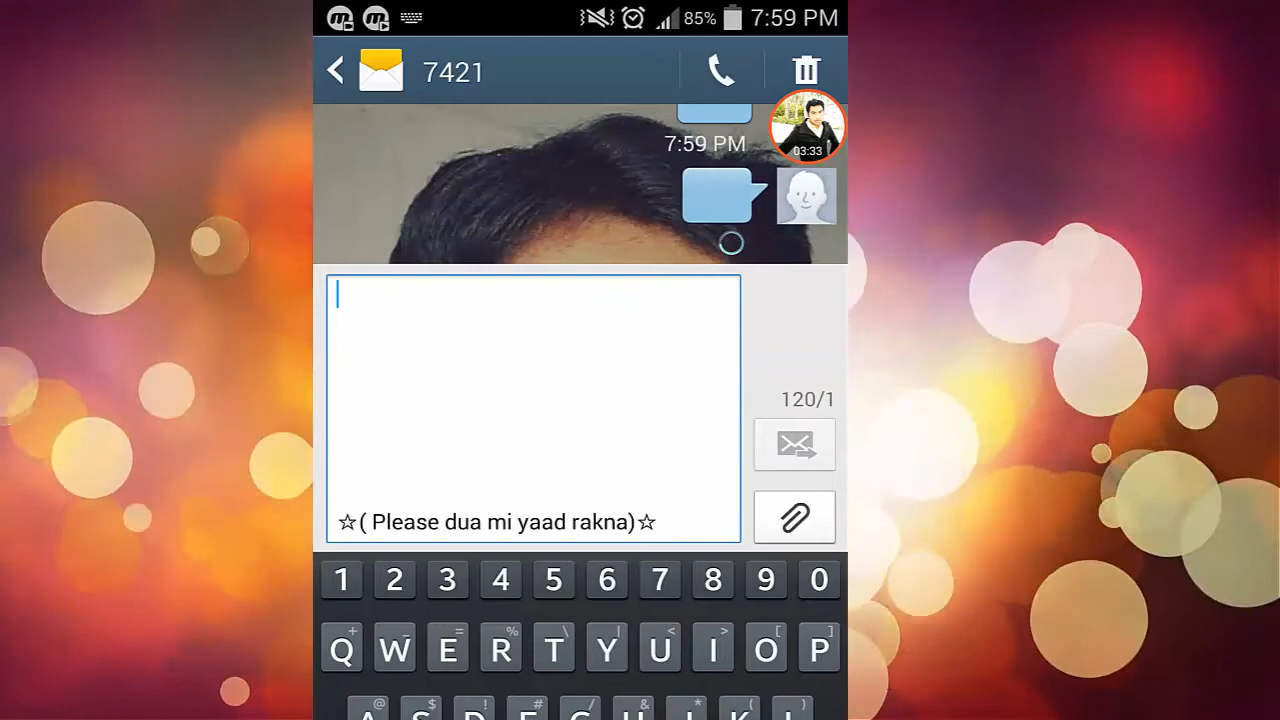 85% 7:59 PM
7421
7:59 PM
03:33
120/1
☆( Please dua mi yaad rakna)☆
1 2 3 4 5 6 7 8 9 0
+ - = % \ | < > [ ]
Q W E R T Y U I O P
@ $ ! # / & * ( )